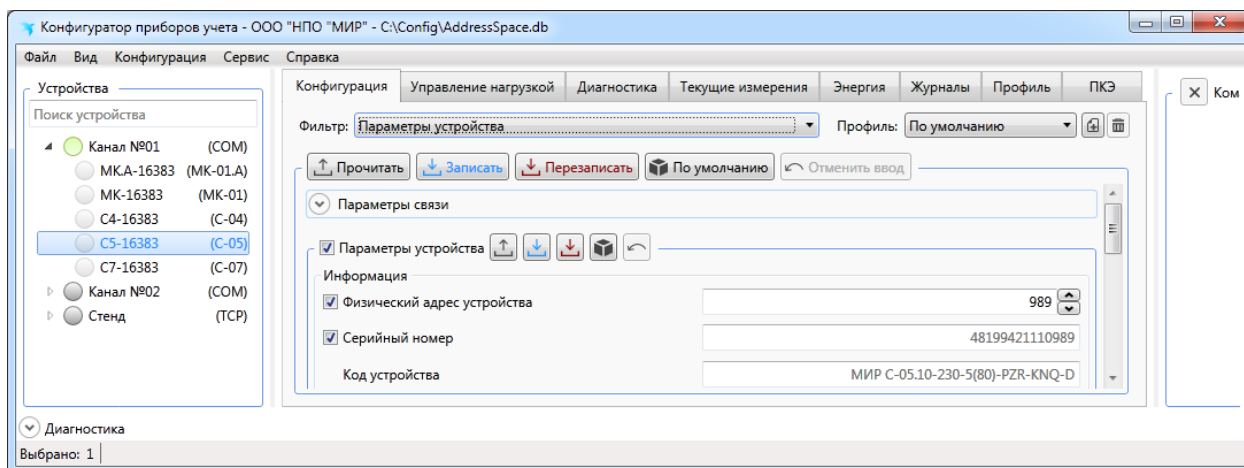 Конфигуратор приборов учета - ООО "НПО "МИР" - C:\Config\AddressSpace.db
Файл Вид Конфигурация Сервис Справка
Устройства
Поиск устройства
Канал №01 (COM)
МК.А-16383 (МК-01.А)
МК-16383 (МК-01)
С4-16383 (С-04)
С5-16383 (С-05)
С7-16383 (С-07)
Канал №02 (COM)
Стенд (TCP)
Конфигурация Управление нагрузкой Диагностика Текущие измерения Энергия Журналы Профиль ПКЭ
Фильтр: Параметры устройства Профиль: По умолчанию
Прочитать Записать Перезаписать По умолчанию Отменить ввод
Параметры связи
Параметры устройства
Информация
Физический адрес устройства 989
Серийный номер 48199421110989
Код устройства МИР С-05.10-230-5(80)-PZR-KNQ-D
Ком
Диагностика
Выбрано: 1